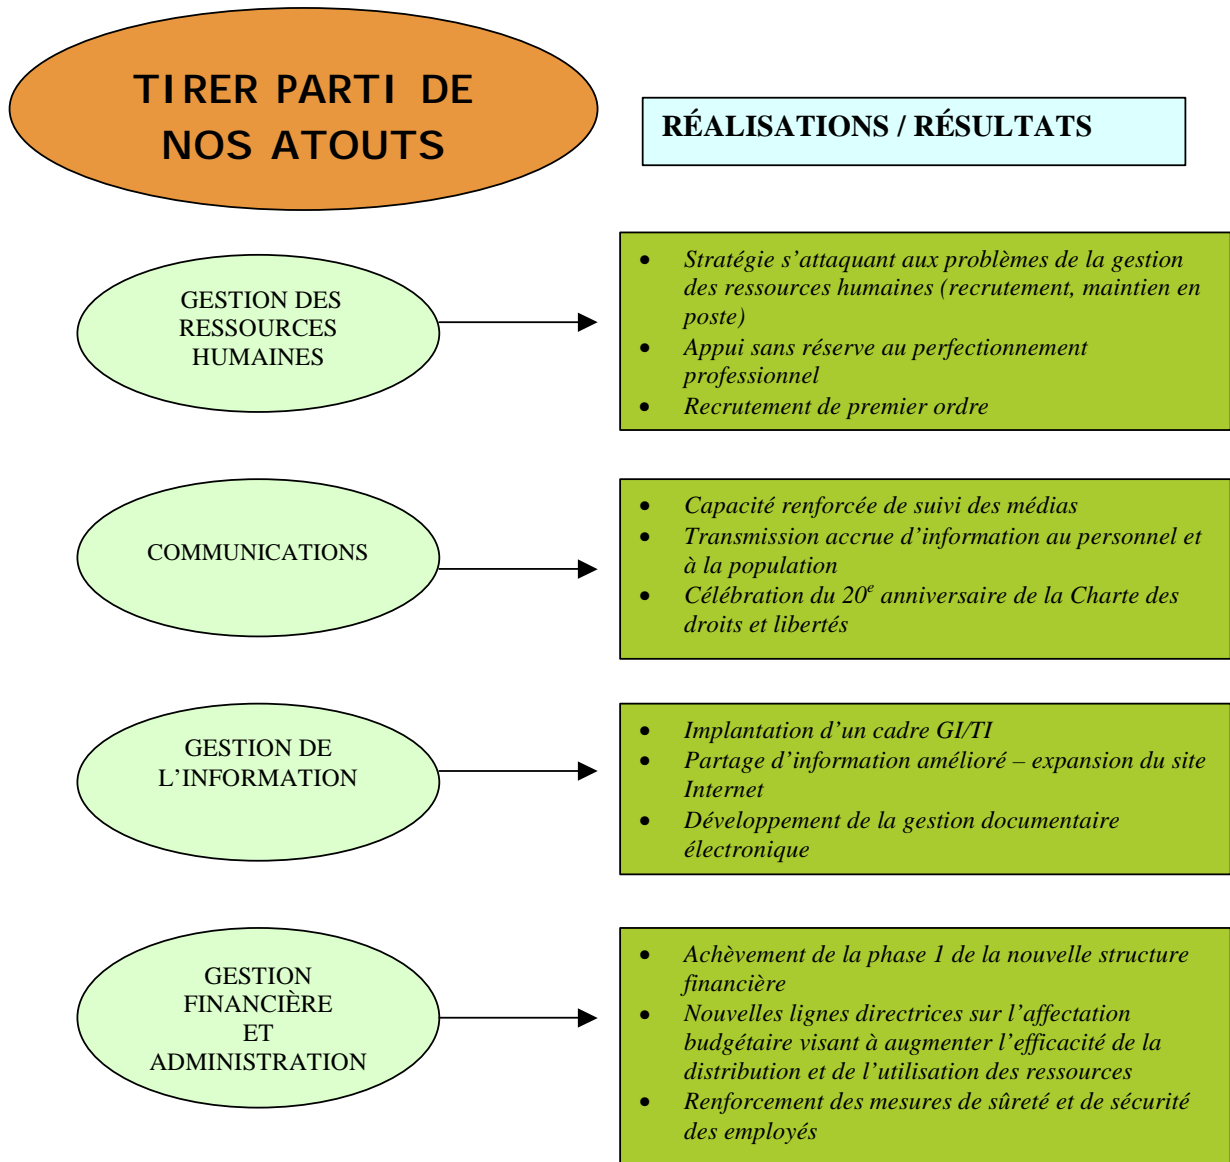 TIRER PARTI DE
NOS ATOUTS
RÉALISATIONS / RÉSULTATS
GESTION DES
RESSOURCES
HUMAINES
• Stratégie s’attaquant aux problèmes de la gestion
des ressources humaines (recrutement, maintien en
poste)
• Appui sans réserve au perfectionnement
professionnel
• Recrutement de premier ordre
COMMUNICATIONS
• Capacité renforcée de suivi des médias
• Transmission accrue d’information au personnel et
à la population
• Célébration du 20e anniversaire de la Charte des
droits et libertés
GESTION DE
L’INFORMATION
• Implantation d’un cadre GI/TI
• Partage d’information amélioré – expansion du site
Internet
• Développement de la gestion documentaire
électronique
GESTION
FINANCIÈRE
ET
ADMINISTRATION
• Achèvement de la phase 1 de la nouvelle structure
financière
• Nouvelles lignes directrices sur l’affectation
budgétaire visant à augmenter l’efficacité de la
distribution et de l’utilisation des ressources
• Renforcement des mesures de sûreté et de sécurité
des employés